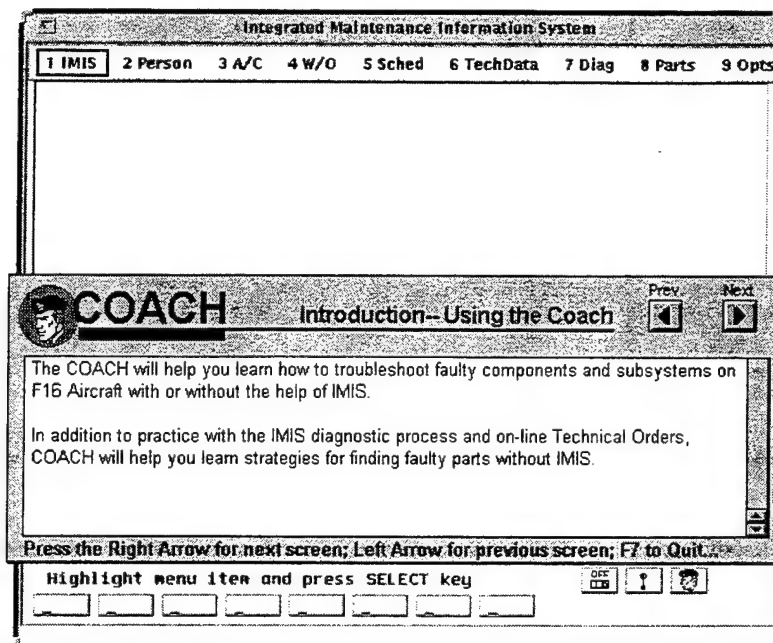 Integrated Maintenance Information System
1 IMIS 2 Person 3 A/C 4 W/O 5 Sched 6 TechData 7 Diag 8 Parts 9 Opts
COACH Introduction--Using the Coach Prev Next
The COACH will help you learn how to troubleshoot faulty components and subsystems on
F16 Aircraft with or without the help of IMIS.
In addition to practice with the IMIS diagnostic process and on-line Technical Orders,
COACH will help you learn strategies for finding faulty parts without IMIS.
Press the Right Arrow for next screen; Left Arrow for previous screen; F7 to Quit...
Highlight menu item and press SELECT key
OFF